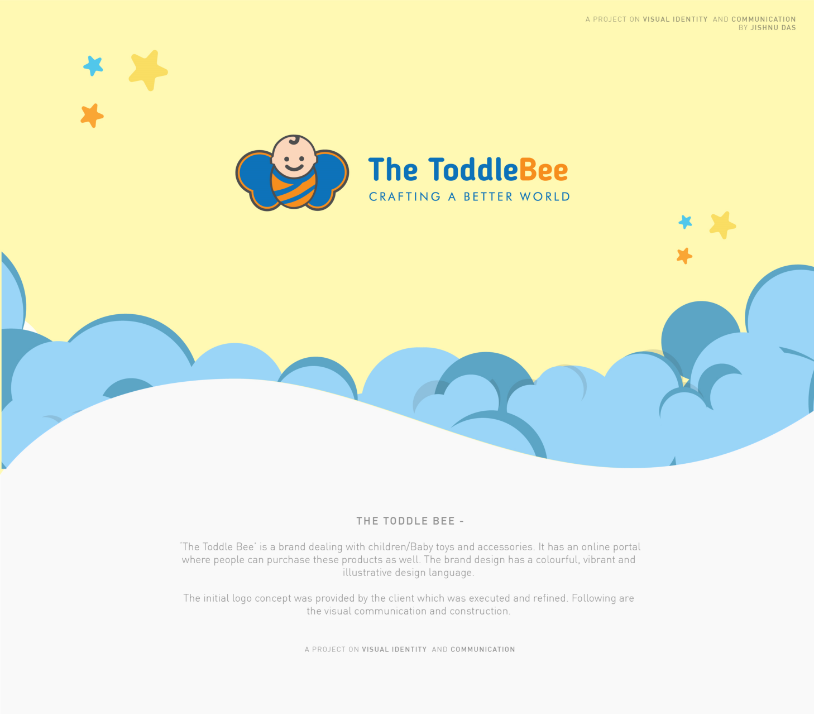 A PROJECT ON VISUAL IDENTITY AND COMMUNICATION
BY JISHNU DAS
The ToddleBee
CRAFTING A BETTER WORLD
THE TODDLE BEE -
'The Toddle Bee' is a brand dealing with children/Baby toys and accessories. It has an online portal
where people can purchase these products as well. The brand design has a colourful, vibrant and
illustrative design language.
The initial logo concept was provided by the client which was executed and refined. Following are
the visual communication and construction.
A PROJECT ON VISUAL IDENTITY AND COMMUNICATION